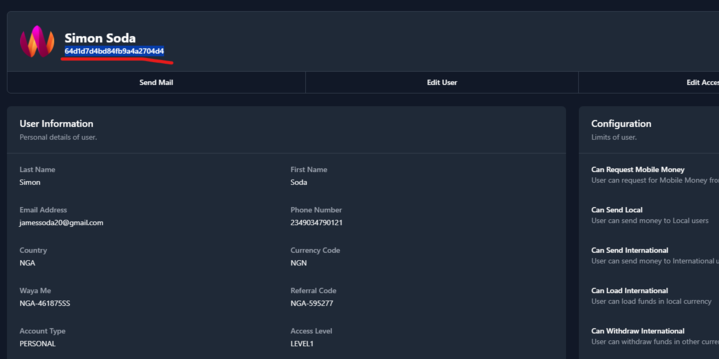 Simon Soda
64d1d7d4bd84fb9a4a2704d4
Send Mail
Edit User
Edit Acce
User Information
Personal details of user.
Last Name
First Name
Simon
Soda
Email Address
Phone Number
jamessoda20@gmail.com
2349034790121
Country
Currency Code
NGA
NGN
Waya Me
Referral Code
NGA-461875SS
NGA-595277
Account Type
Access Level
PERSONAL
LEVEL1
Configuration
Limits of user.
Can Request Mobile Money
User can request for Mobile Money fro
Can Send Local
User can send money to Local users
Can Send International
User can send money to International u
Can Load International
User can load funds in local currency
Can Withdraw International
User can withdraw funds in other curre